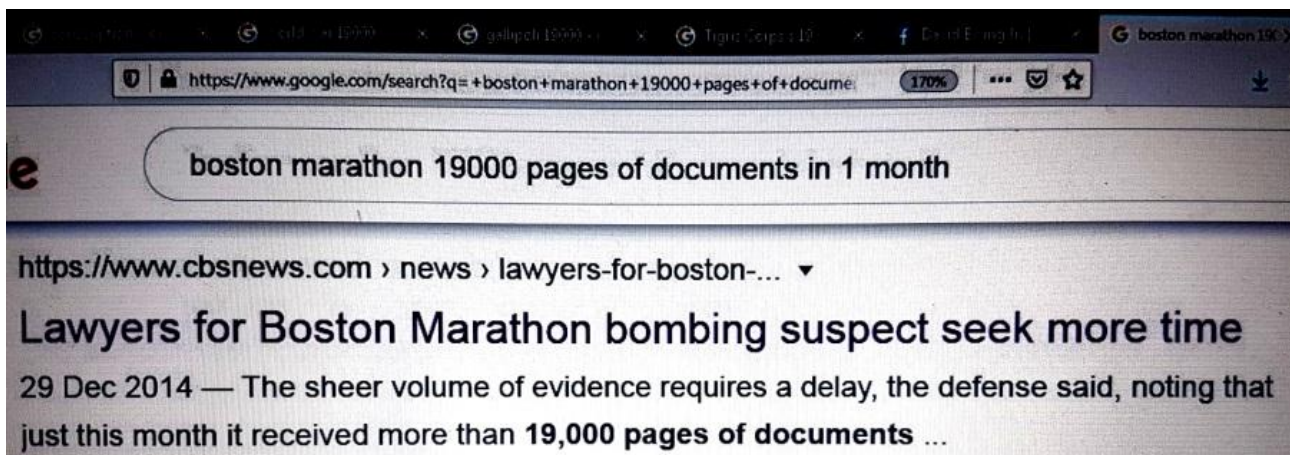 gallipoli 19000
boston marathon 190
https://www.google.com/search?q=+boston+marathon+19000+pages+of+docume
170%
e
boston marathon 19000 pages of documents in 1 month
https://www.cbsnews.com › news › lawyers-for-boston-... ▼
Lawyers for Boston Marathon bombing suspect seek more time
29 Dec 2014 — The sheer volume of evidence requires a delay, the defense said, noting that
just this month it received more than 19,000 pages of documents ...